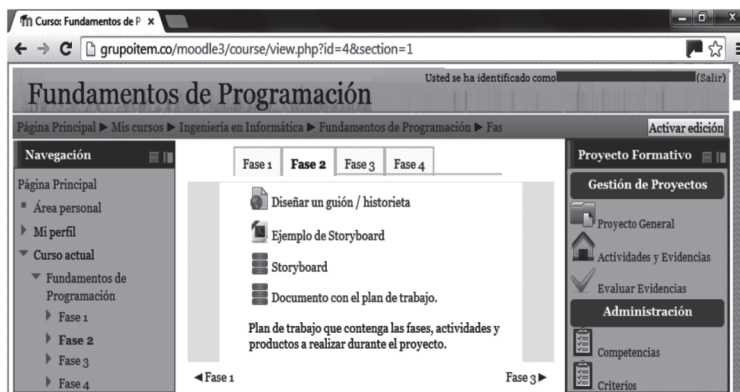 Curso: Fundamentos de P
grupoitem.co/moodle3/course/view.php?id=4&section=1
Usted se ha identificado como (Salir)
Fundamentos de Programación
Página Principal ► Mis cursos ► Ingeniería en Informática ► Fundamentos de Programación ► Fas
Activar edición
Navegación
Página Principal
Área personal
Mi perfil
Curso actual
Fundamentos de
Programación
Fase 1
Fase 2
Fase 3
Fase 4
Fase 1 Fase 2 Fase 3 Fase 4
Diseñar un guión / historieta
Ejemplo de Storyboard
Storyboard
Documento con el plan de trabajo.
Plan de trabajo que contenga las fases, actividades y
productos a realizar durante el proyecto.
◄Fase 1 Fase 3►
Proyecto Formativo
Gestión de Proyectos
Proyecto General
Actividades y Evidencias
Evaluar Evidencias
Administración
Competencias
Criterios